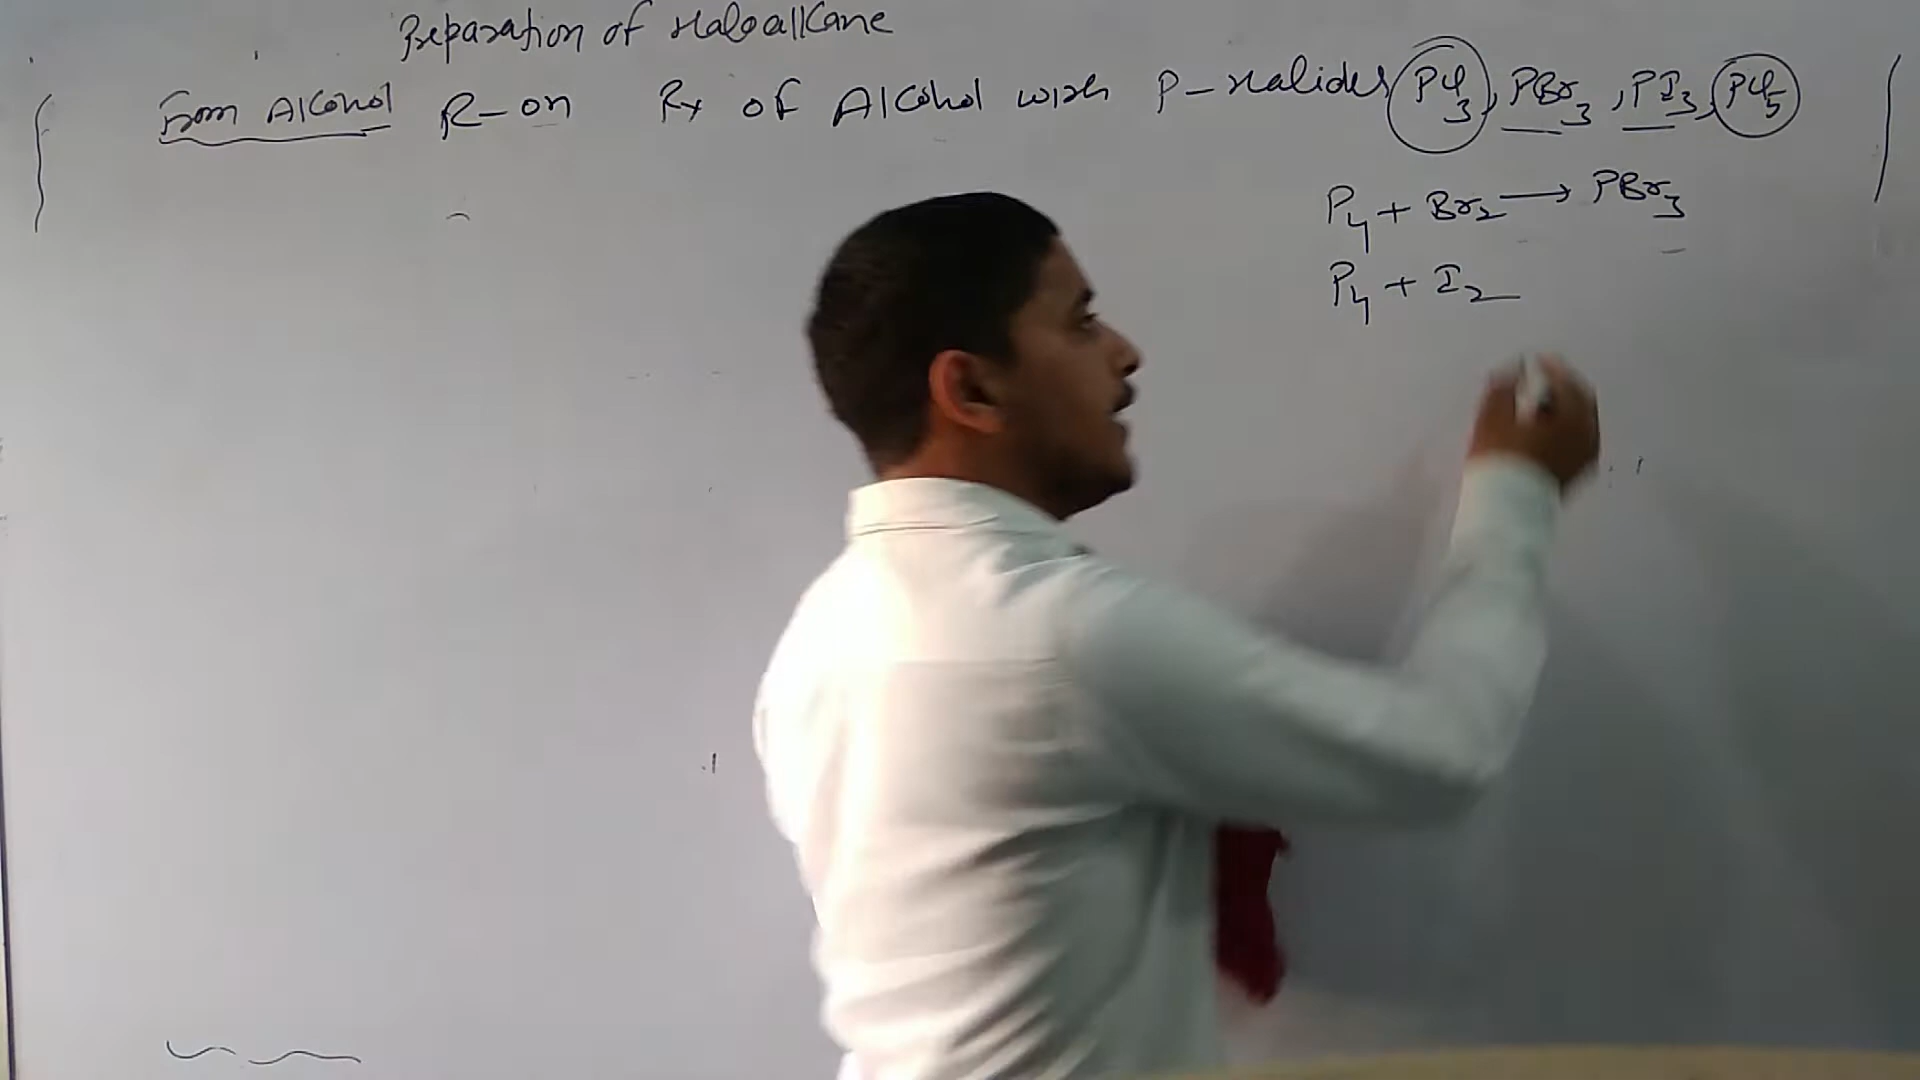 Preparation of Haloalkane
From Alcohol R-OH Rx of Alcohol with P-Halides PCl3, PBr3, PI3, PCl5
P4 + Br2 → PBr3
P4 + I2